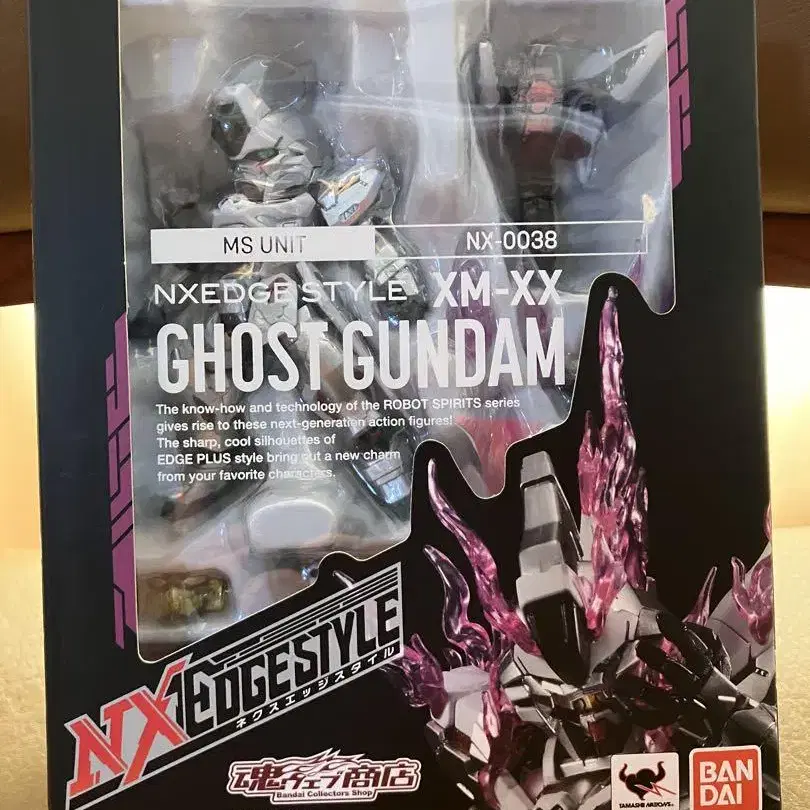 MS UNIT NX-0038
NXEDGE STYLE XM-XX
GHOST GUNDAM
The know-how and technology of the ROBOT SPIRITS series
gives rise to these next-generation action figures!
The sharp, cool silhouettes of
EDGE PLUS style bring out a new charm
from your favorite characters.
NXEDGESTYLE
ネクスエッジスタイル
魂ウェブ商店
Bandai Collectors Shop
TAMASHII NATIONS
BAN
DAI